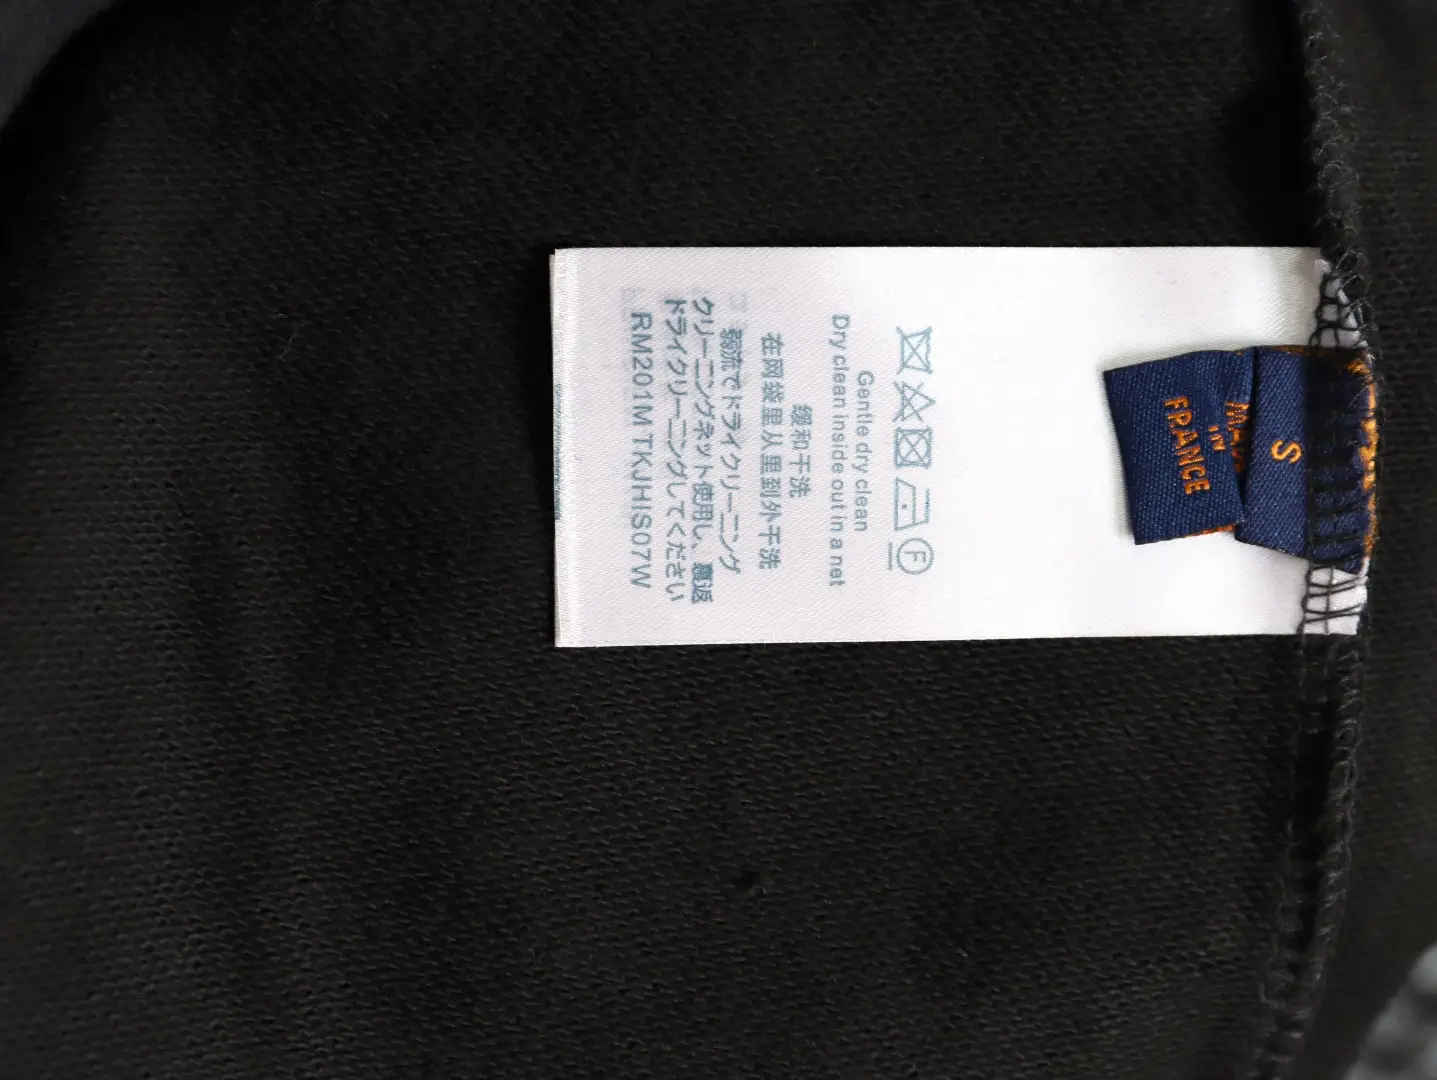 Gentle dry clean
Dry clean inside out in a net
缓和干洗
在网袋里从里到外干洗
弱流でドライクリーニング
クリーニングネット使用し、裏返
ドライクリーニングしてください
RM201M TKJHIS07W
S
MADE
IN
FRANCE
F